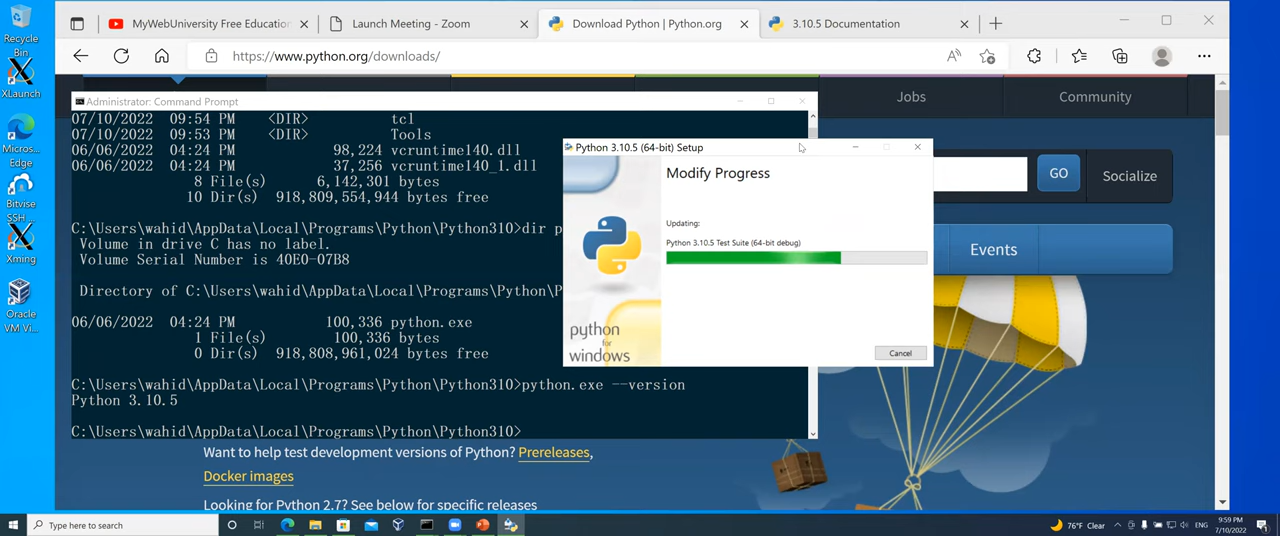 Recycle
Bin
XLaunch
Micros...
Edge
Bitvise
SSH ...
Xming
Oracle
VM Vi...
MyWebUniversity Free Education
Launch Meeting - Zoom
Download Python | Python.org
3.10.5 Documentation
https://www.python.org/downloads/
Jobs
Community
GO
Socialize
Events
Administrator: Command Prompt
07/10/2022 09:54 PM <DIR> tcl
07/10/2022 09:53 PM <DIR> Tools
06/06/2022 04:24 PM 98,224 vcruntime140.dll
06/06/2022 04:24 PM 37,256 vcruntime140_1.dll
8 File(s) 6,142,301 bytes
10 Dir(s) 918,809,554,944 bytes free
C:\Users\wahid\AppData\Local\Programs\Python\Python310>dir p
Volume in drive C has no label.
Volume Serial Number is 40E0-07B8
Directory of C:\Users\wahid\AppData\Local\Programs\Python\P
06/06/2022 04:24 PM 100,336 python.exe
1 File(s) 100,336 bytes
0 Dir(s) 918,808,961,024 bytes free
C:\Users\wahid\AppData\Local\Programs\Python\Python310>python.exe --version
Python 3.10.5
C:\Users\wahid\AppData\Local\Programs\Python\Python310>
Python 3.10.5 (64-bit) Setup
Modify Progress
Updating:
Python 3.10.5 Test Suite (64-bit debug)
python
for
windows
Cancel
Want to help test development versions of Python? Prereleases,
Docker images
Looking for Python 2.7? See below for specific releases
Type here to search
76°F Clear
ENG
9:59 PM
7/10/2022